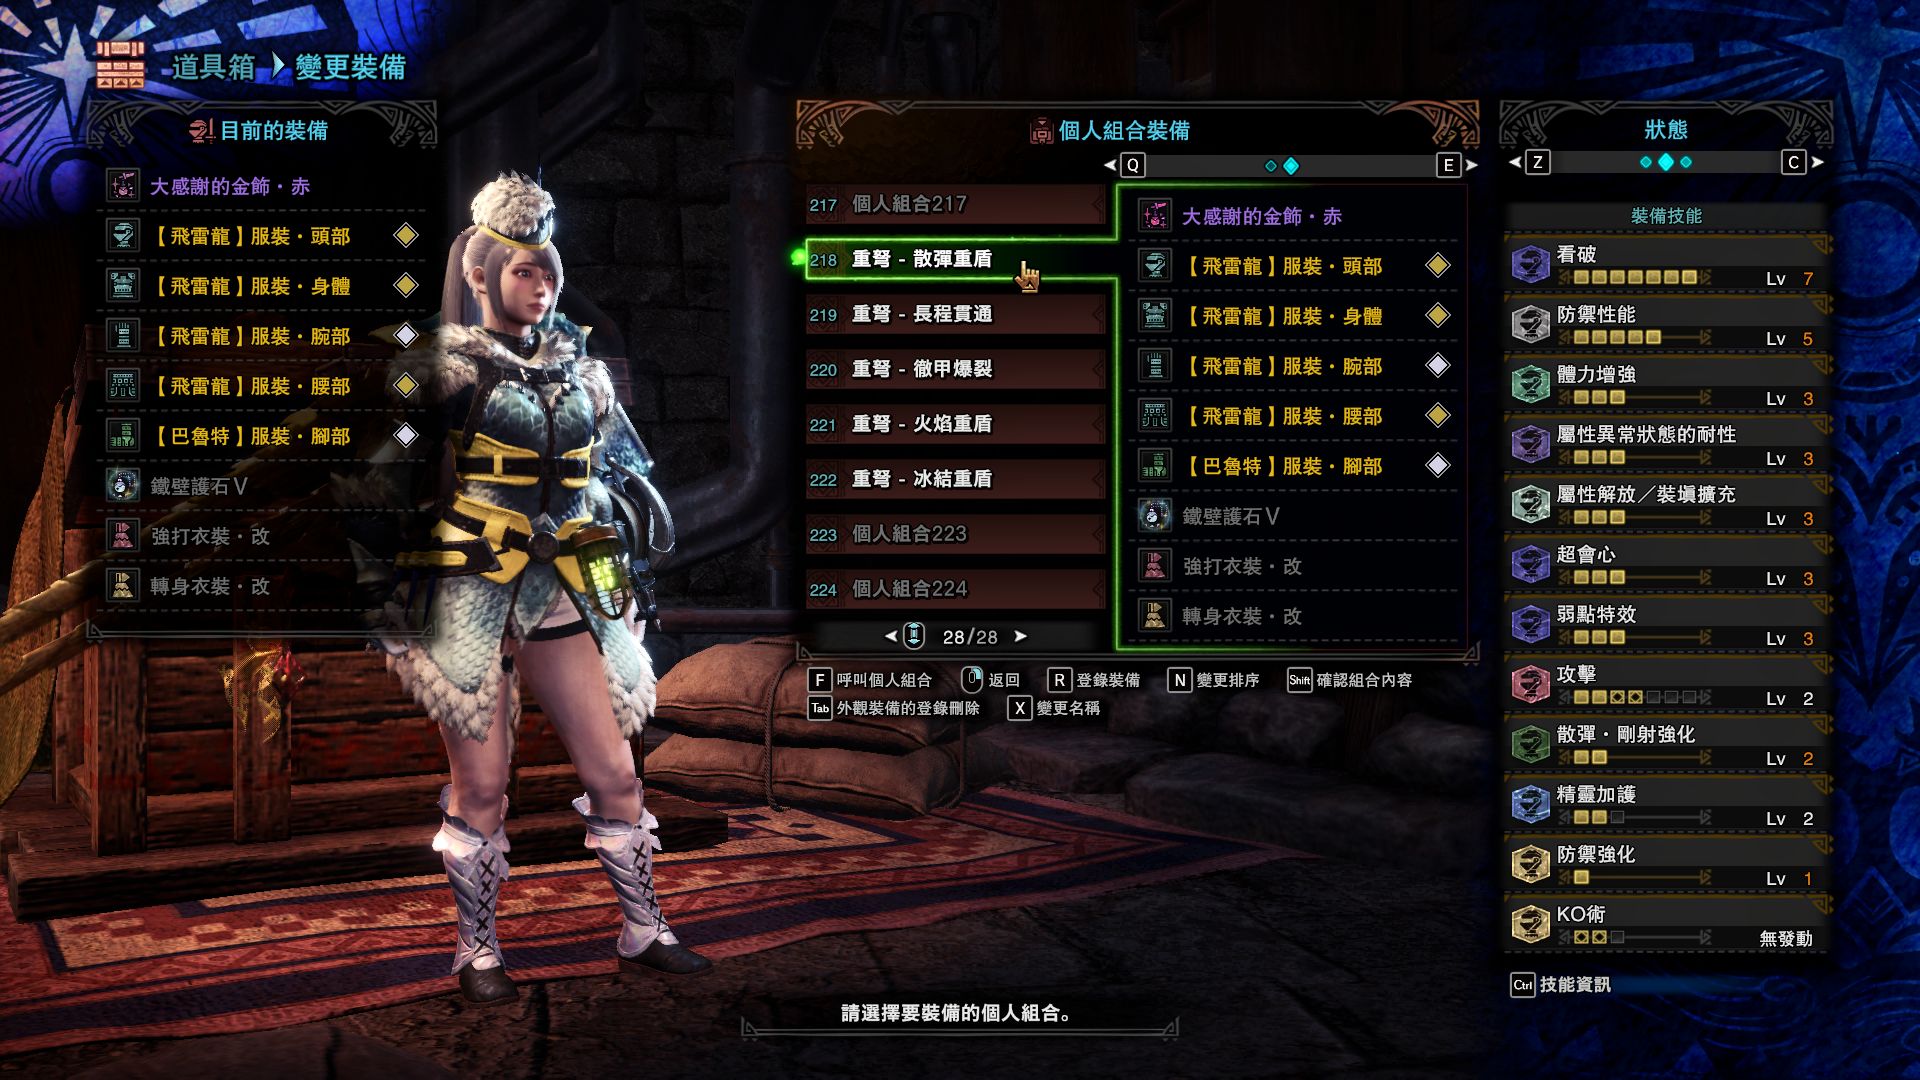 道具箱 變更裝備
目前的裝備
大感謝的金飾・赤
【飛雷龍】服裝・頭部
【飛雷龍】服裝・身體
【飛雷龍】服裝・腕部
【飛雷龍】服裝・腰部
【巴魯特】服裝・腳部
鐵壁護石Ⅴ
強打衣裝・改
轉身衣裝・改
個人組合裝備
Q E
217 個人組合217
218 重弩 - 散彈重盾
219 重弩 - 長程貫通
220 重弩 - 徹甲爆裂
221 重弩 - 火焰重盾
222 重弩 - 冰結重盾
223 個人組合223
224 個人組合224
28/28
大感謝的金飾・赤
【飛雷龍】服裝・頭部
【飛雷龍】服裝・身體
【飛雷龍】服裝・腕部
【飛雷龍】服裝・腰部
【巴魯特】服裝・腳部
鐵壁護石Ⅴ
強打衣裝・改
轉身衣裝・改
F 呼叫個人組合 返回 R 登錄裝備 N 變更排序 Shift 確認組合內容
Tab 外觀裝備的登錄刪除 X 變更名稱
請選擇要裝備的個人組合。
狀態
Z C
裝備技能
看破
Lv 7
防禦性能
Lv 5
體力增強
Lv 3
屬性異常狀態的耐性
Lv 3
屬性解放／裝填擴充
Lv 3
超會心
Lv 3
弱點特效
Lv 3
攻擊
Lv 2
散彈・剛射強化
Lv 2
精靈加護
Lv 2
防禦強化
Lv 1
KO術
無發動
Ctrl 技能資訊